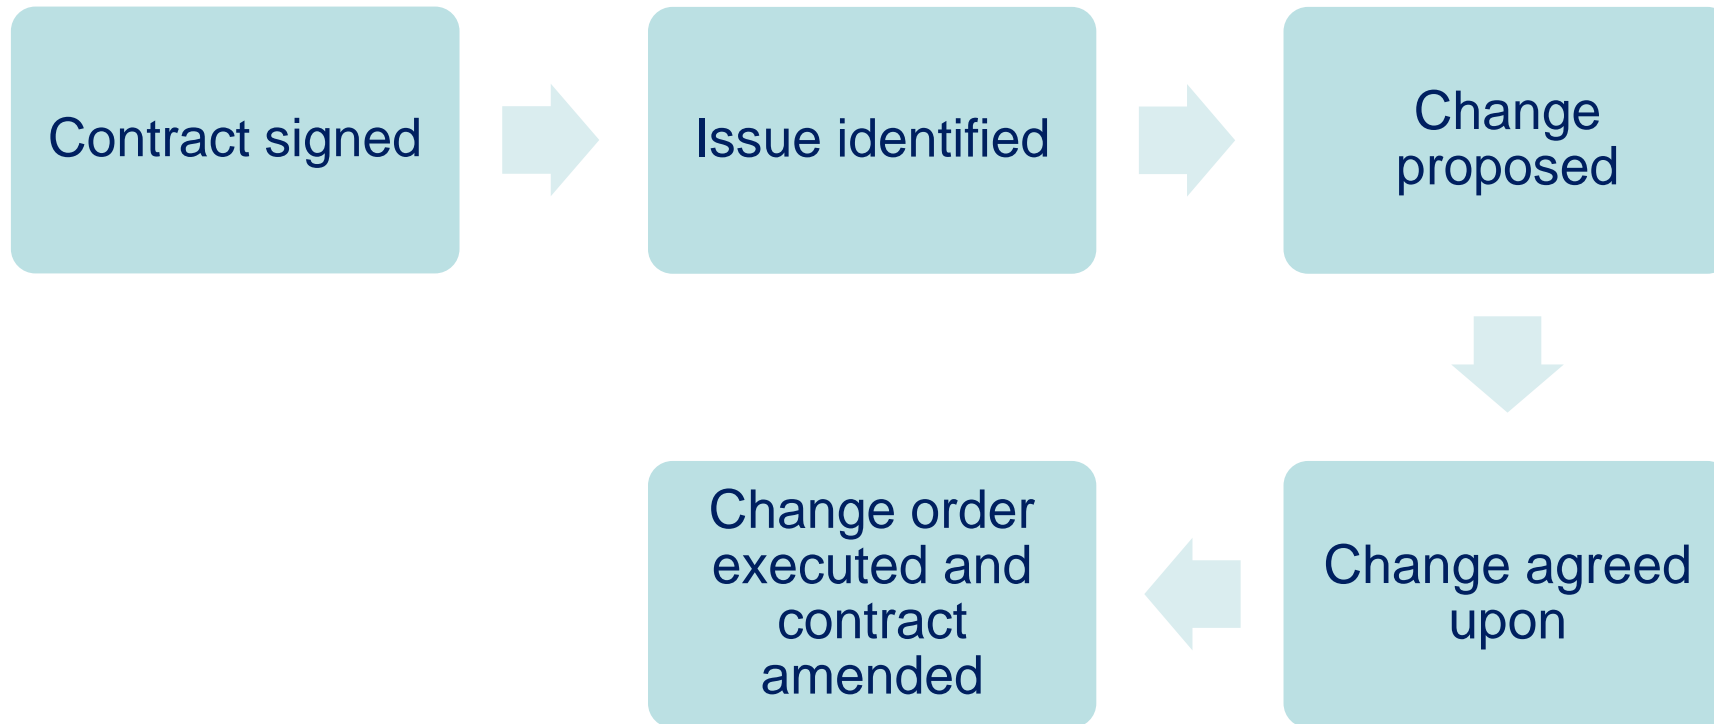 Contract signed
Issue identified
Change
proposed
Change agreed
upon
Change order
executed and
contract
amended